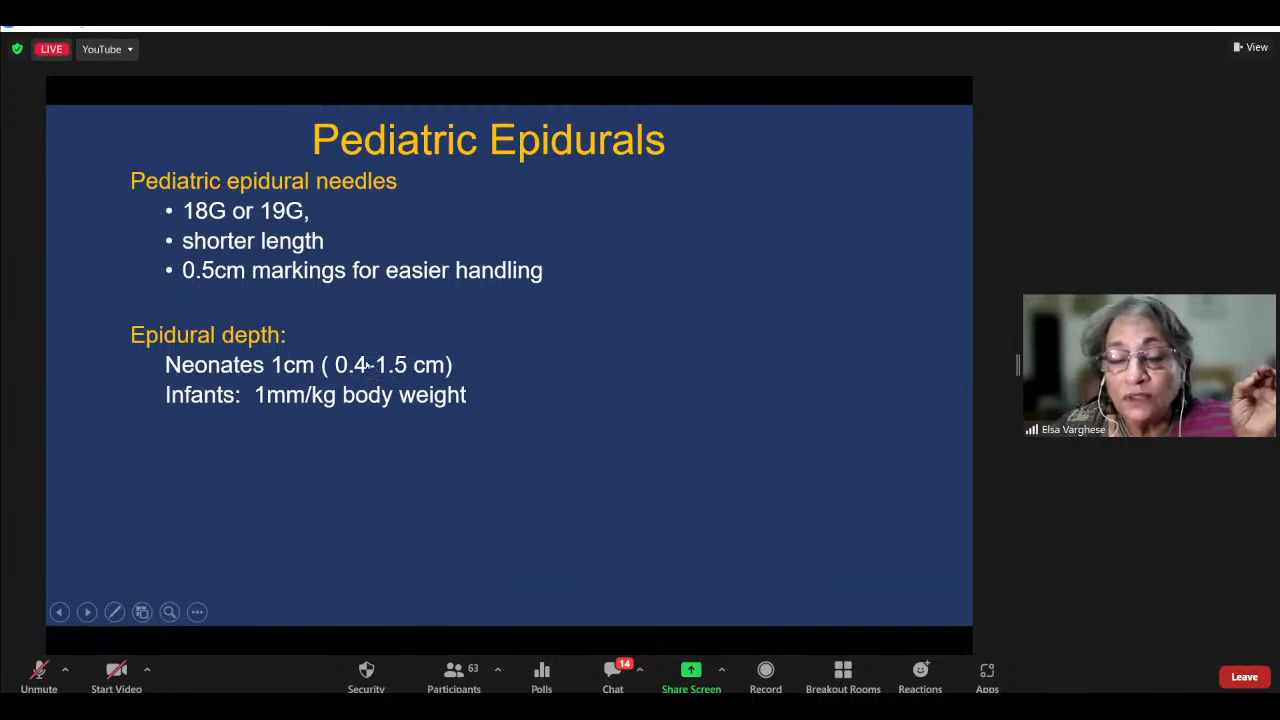 LIVE
YouTube
View
Pediatric Epidurals
Pediatric epidural needles
• 18G or 19G,
• shorter length
• 0.5cm markings for easier handling
Epidural depth:
Neonates 1cm ( 0.4-1.5 cm)
Infants: 1mm/kg body weight
Elsa Varghese
63
14
Unmute
Start Video
Security
Participants
Polls
Chat
Share Screen
Record
Breakout Rooms
Reactions
Apps
Leave